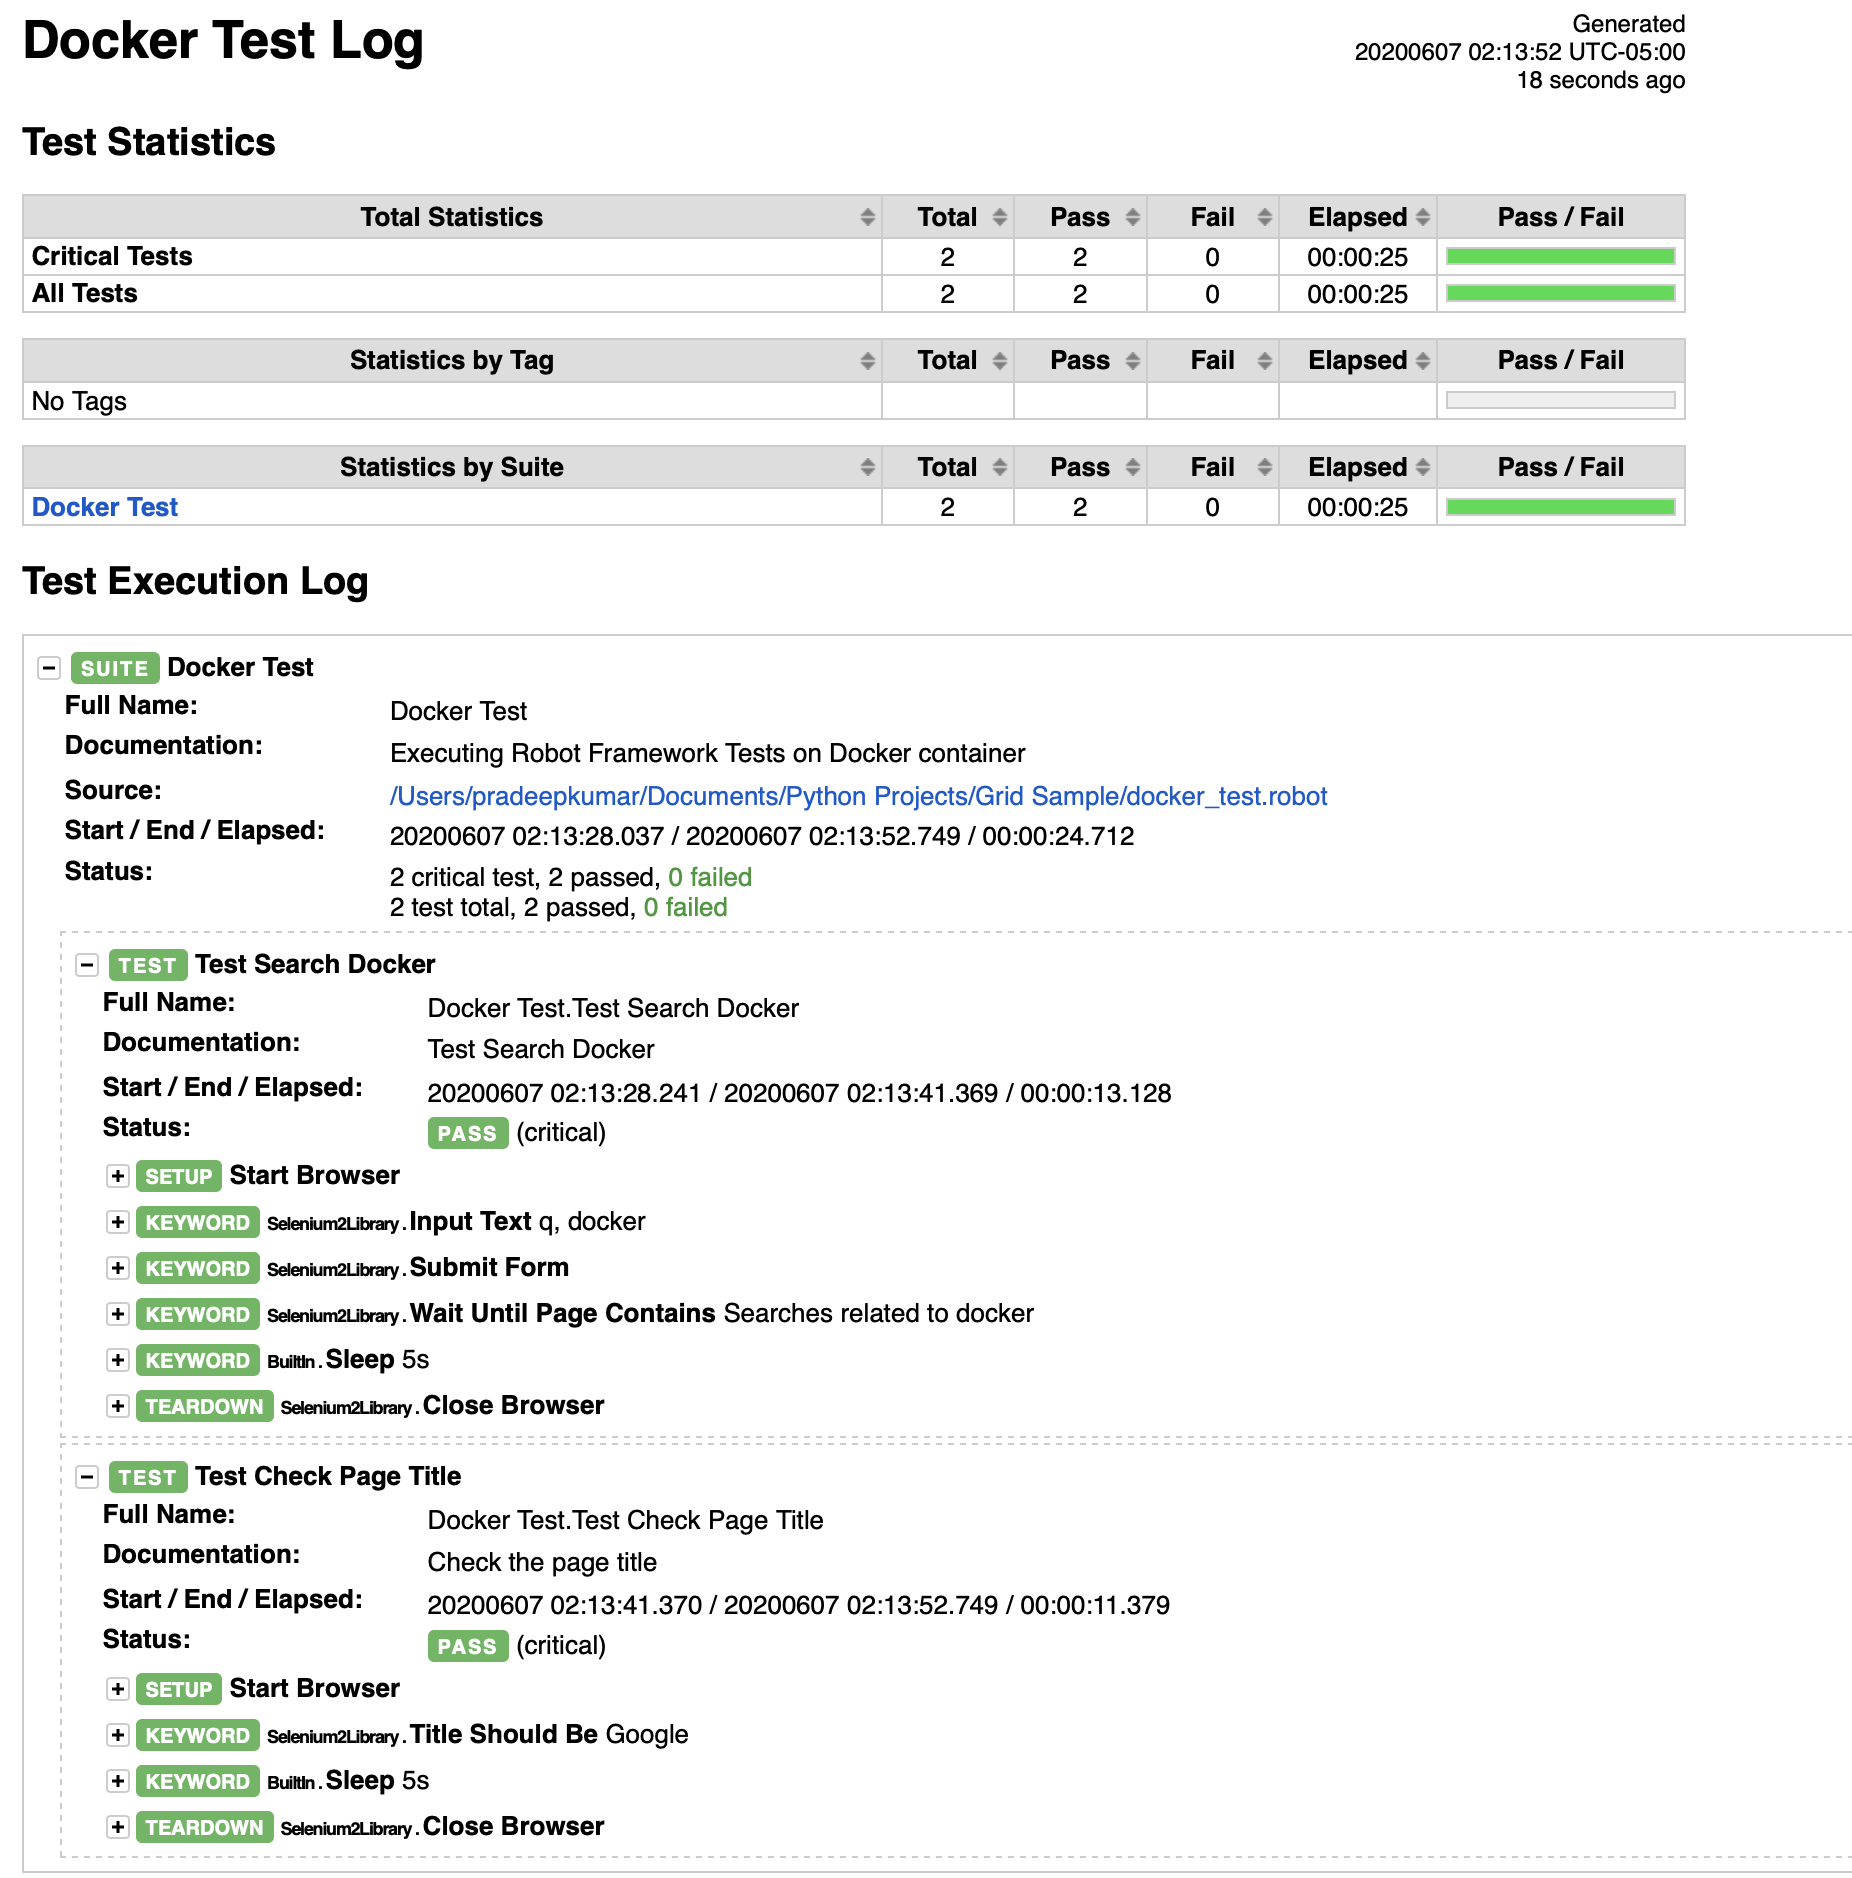 Docker Test Log
Generated
20200607 02:13:52 UTC-05:00
18 seconds ago
Test Statistics
Total Statistics Total Pass Fail Elapsed Pass / Fail
Critical Tests 2 2 0 00:00:25
All Tests 2 2 0 00:00:25
Statistics by Tag Total Pass Fail Elapsed Pass / Fail
No Tags
Statistics by Suite Total Pass Fail Elapsed Pass / Fail
Docker Test 2 2 0 00:00:25
Test Execution Log
SUITE Docker Test
Full Name: Docker Test
Documentation: Executing Robot Framework Tests on Docker container
Source: /Users/pradeepkumar/Documents/Python Projects/Grid Sample/docker_test.robot
Start / End / Elapsed: 20200607 02:13:28.037 / 20200607 02:13:52.749 / 00:00:24.712
Status: 2 critical test, 2 passed, 0 failed
2 test total, 2 passed, 0 failed
TEST Test Search Docker
Full Name: Docker Test.Test Search Docker
Documentation: Test Search Docker
Start / End / Elapsed: 20200607 02:13:28.241 / 20200607 02:13:41.369 / 00:00:13.128
Status: PASS (critical)
SETUP Start Browser
KEYWORD Selenium2Library.Input Text q, docker
KEYWORD Selenium2Library.Submit Form
KEYWORD Selenium2Library.Wait Until Page Contains Searches related to docker
KEYWORD BuiltIn.Sleep 5s
TEARDOWN Selenium2Library.Close Browser
TEST Test Check Page Title
Full Name: Docker Test.Test Check Page Title
Documentation: Check the page title
Start / End / Elapsed: 20200607 02:13:41.370 / 20200607 02:13:52.749 / 00:00:11.379
Status: PASS (critical)
SETUP Start Browser
KEYWORD Selenium2Library.Title Should Be Google
KEYWORD BuiltIn.Sleep 5s
TEARDOWN Selenium2Library.Close Browser